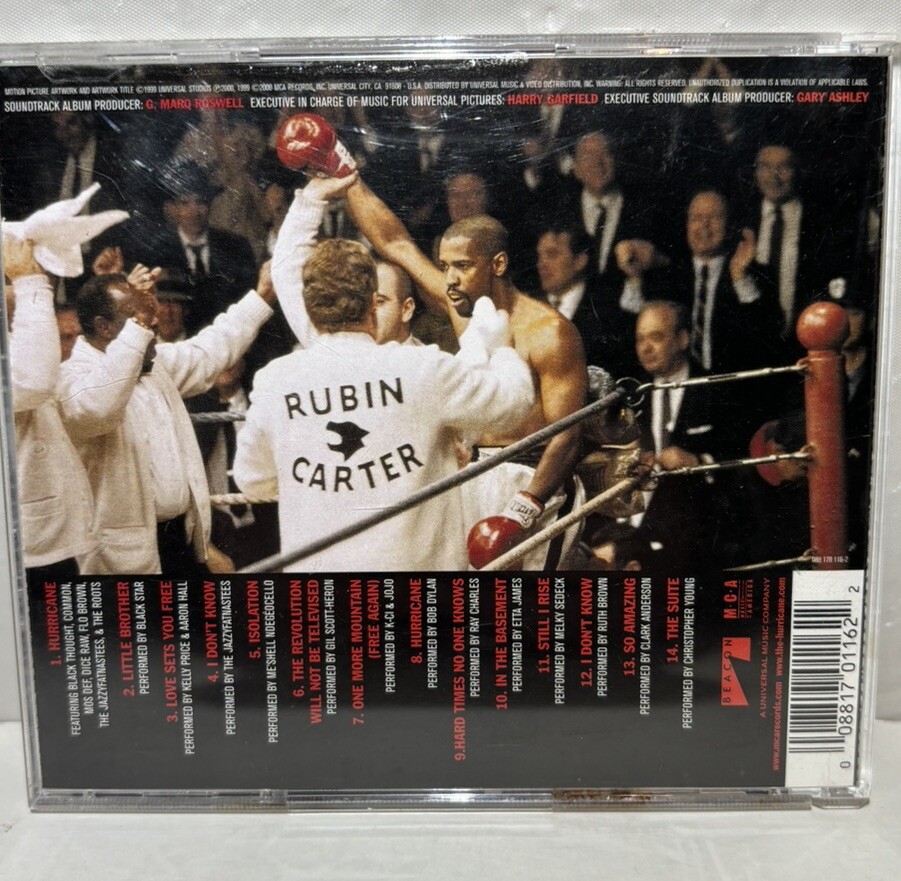 MOTION PICTURE ARTWORK AND ARTWORK TITLE ©1999 UNIVERSAL STUDIOS ℗2000, 1999 ©2000 MCA RECORDS, INC. UNIVERSAL CITY, CA 91608 - U.S.A. DISTRIBUTED BY UNIVERSAL MUSIC & VIDEO DISTRIBUTION, INC. WARNING: ALL RIGHTS RESERVED. UNAUTHORIZED DUPLICATION IS A VIOLATION OF APPLICABLE LAWS.
SOUNDTRACK ALBUM PRODUCER: G. MARQ ROSWELL EXECUTIVE IN CHARGE OF MUSIC FOR UNIVERSAL PICTURES: HARRY GARFIELD EXECUTIVE SOUNDTRACK ALBUM PRODUCER: GARY ASHLEY
RUBIN
CARTER
1. HURRICANE
FEATURING BLACK THOUGHT, COMMON,
MOS DEF, DICE RAW, FLO BROWN,
THE JAZZYFATNASTEES, & THE ROOTS
2. LITTLE BROTHER
PERFORMED BY BLACK STAR
3. LOVE SETS YOU FREE
PERFORMED BY KELLY PRICE & AARON HALL
4. I DON'T KNOW
PERFORMED BY THE JAZZYFATNASTEES
5. ISOLATION
PERFORMED BY ME'SHELL NDEGEOCELLO
6. THE REVOLUTION
WILL NOT BE TELEVISED
PERFORMED BY GIL SCOTT-HERON
7. ONE MORE MOUNTAIN
(FREE AGAIN)
PERFORMED BY K-CI & JOJO
8. HURRICANE
PERFORMED BY BOB DYLAN
9. HARD TIMES NO ONE KNOWS
PERFORMED BY RAY CHARLES
10. IN THE BASEMENT
PERFORMED BY ETTA JAMES
11. STILL I RISE
PERFORMED BY MELKY SEDECK
12. I DON'T KNOW
PERFORMED BY RUTH BROWN
13. SO AMAZING
PERFORMED BY CLARK ANDERSON
14. THE SUITE
PERFORMED BY CHRISTOPHER YOUNG
BEACON
MCA
A UNIVERSAL MUSIC COMPANY
www.mcarecords.com www.the-hurricane.com
0 08817 01162 2